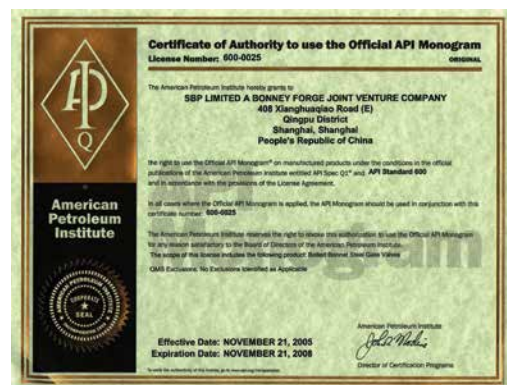 Certificate of Authority to use the Official API Monogram
License Number: 600-0025
ORIGINAL
The American Petroleum Institute hereby grants to
SBP LIMITED A BONNEY FORGE JOINT VENTURE COMPANY
408 Xianghuaqiao Road (E)
Qingpu District
Shanghai, Shanghai
People's Republic of China
the right to use the Official API Monogram® on manufactured products under the conditions in the official
publications of the American Petroleum Institute entitled API Spec Q1® and API Standard 600
and in accordance with the provisions of the License Agreement.
In all cases where the Official API Monogram is applied, the API Monogram should be used in conjunction with this
certificate number: 600-0025
The American Petroleum Institute reserves the right to revoke this authorization to use the Official API Monogram
for any reason satisfactory to the Board of Directors of the American Petroleum Institute.
The scope of this license includes the following product: Bolted Bonnet Steel Gate Valves
QMS Exclusions: No Exclusions Identified as Applicable
API
Q
American
Petroleum
Institute
AMERICAN PETROLEUM INSTITUTE
CORPORATE
SEAL
Effective Date: NOVEMBER 21, 2005
Expiration Date: NOVEMBER 21, 2008
American Petroleum Institute
Director of Certification Programs